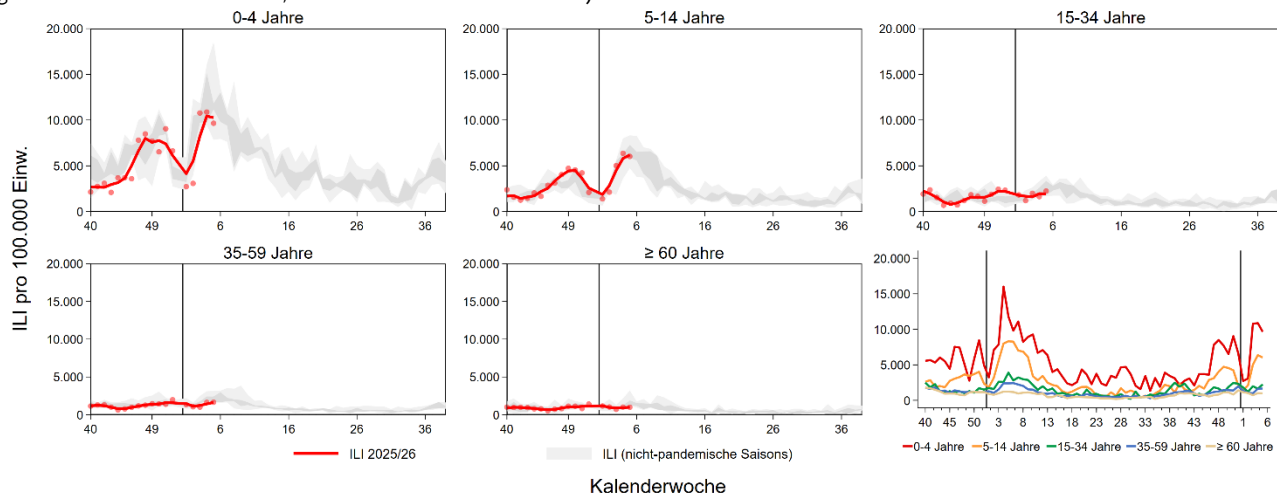 0-4 Jahre
5-14 Jahre
15-34 Jahre
20.000
15.000
10.000
5.000
0
40 49 6 16 26 36
20.000
15.000
10.000
5.000
0
40 49 6 16 26 36
20.000
15.000
10.000
5.000
0
40 49 6 16 26 36
ILI pro 100.000 Einw.
35-59 Jahre
≥ 60 Jahre
20.000
15.000
10.000
5.000
0
40 49 6 16 26 36
20.000
15.000
10.000
5.000
0
40 49 6 16 26 36
20.000
15.000
10.000
5.000
0
40 45 50 3 8 13 18 23 28 33 38 43 48 1 6
ILI 2025/26
ILI (nicht-pandemische Saisons)
0-4 Jahre 5-14 Jahre 15-34 Jahre 35-59 Jahre ≥ 60 Jahre
Kalenderwoche